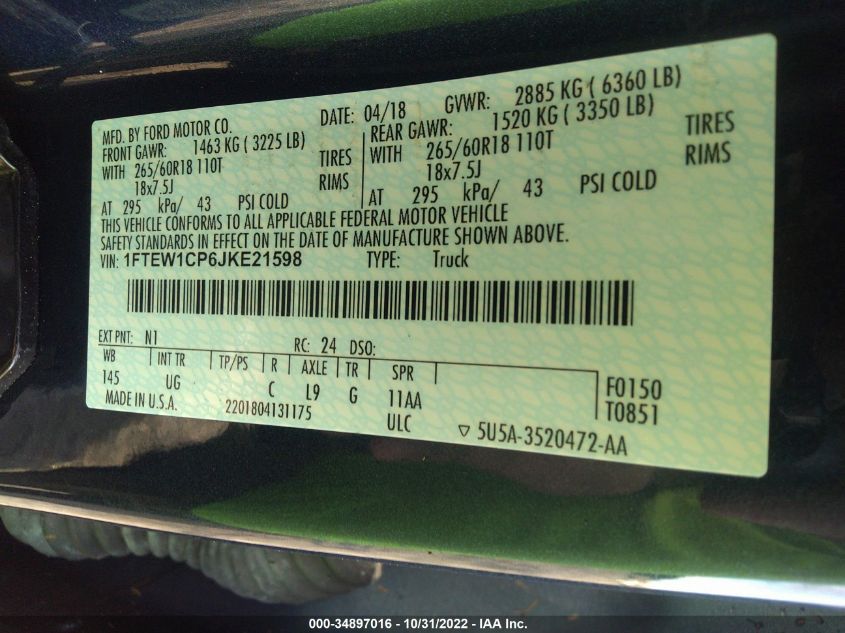 MFD. BY FORD MOTOR CO. DATE: 04/18 GVWR: 2885 KG ( 6360 LB)
FRONT GAWR: 1463 KG ( 3225 LB) REAR GAWR: 1520 KG ( 3350 LB)
WITH 265/60R18 110T TIRES WITH 265/60R18 110T TIRES
18x7.5J RIMS 18x7.5J RIMS
AT 295 kPa/ 43 PSI COLD AT 295 kPa/ 43 PSI COLD
THIS VEHICLE CONFORMS TO ALL APPLICABLE FEDERAL MOTOR VEHICLE
SAFETY STANDARDS IN EFFECT ON THE DATE OF MANUFACTURE SHOWN ABOVE.
VIN: 1FTEW1CP6JKE21598 TYPE: Truck
EXT PNT: N1 RC: 24 DSO:
WB INT TR TP/PS R AXLE TR SPR
145 UG C L9 G 11AA F0150
MADE IN U.S.A. 2201804131175 ULC T0851
▽ 5U5A-3520472-AA
000-34897016 - 10/31/2022 - IAA Inc.